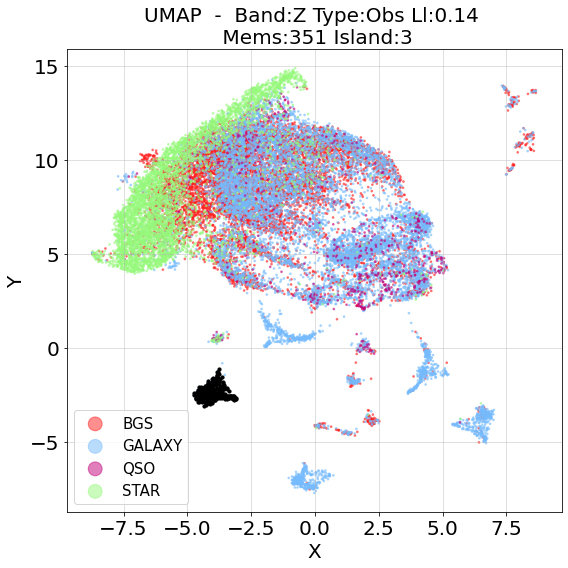 UMAP - Band:Z Type:Obs Ll:0.14
Mems:351 Island:3
15
10
5
0
−5
Y
BGS
GALAXY
QSO
STAR
−7.5 −5.0 −2.5 0.0 2.5 5.0 7.5
X